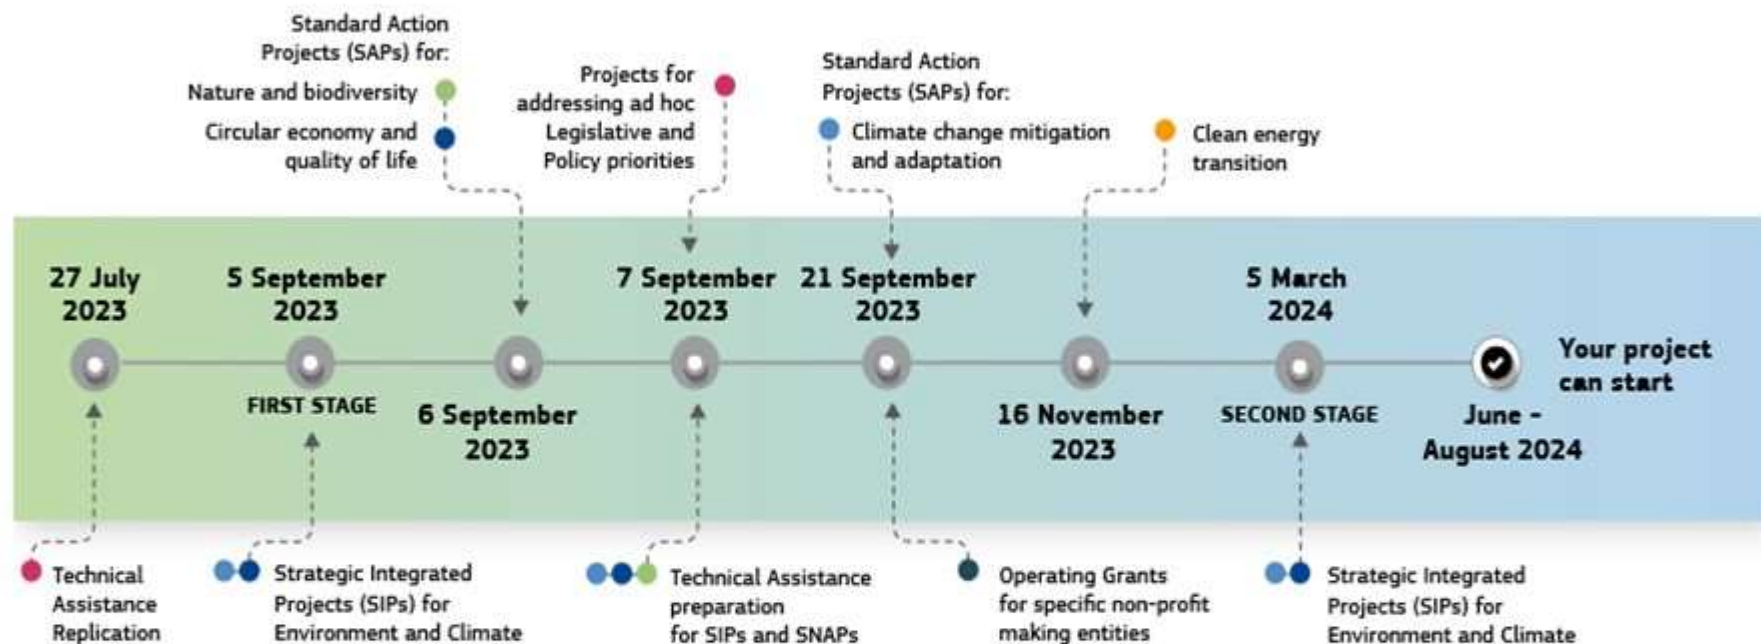 Standard Action
Projects (SAPs) for:
Nature and biodiversity
Circular economy and
quality of life
Projects for
addressing ad hoc
Legislative and
Policy priorities
Standard Action
Projects (SAPs) for:
Climate change mitigation
and adaptation
Clean energy
transition
27 July
2023
5 September
2023
FIRST STAGE
6 September
2023
7 September
2023
21 September
2023
16 November
2023
5 March
2024
SECOND STAGE
June -
August 2024
Your project
can start
Technical
Assistance
Replication
Strategic Integrated
Projects (SIPs) for
Environment and Climate
Technical Assistance
preparation
for SIPs and SNAPs
Operating Grants
for specific non-profit
making entities
Strategic Integrated
Projects (SIPs) for
Environment and Climate